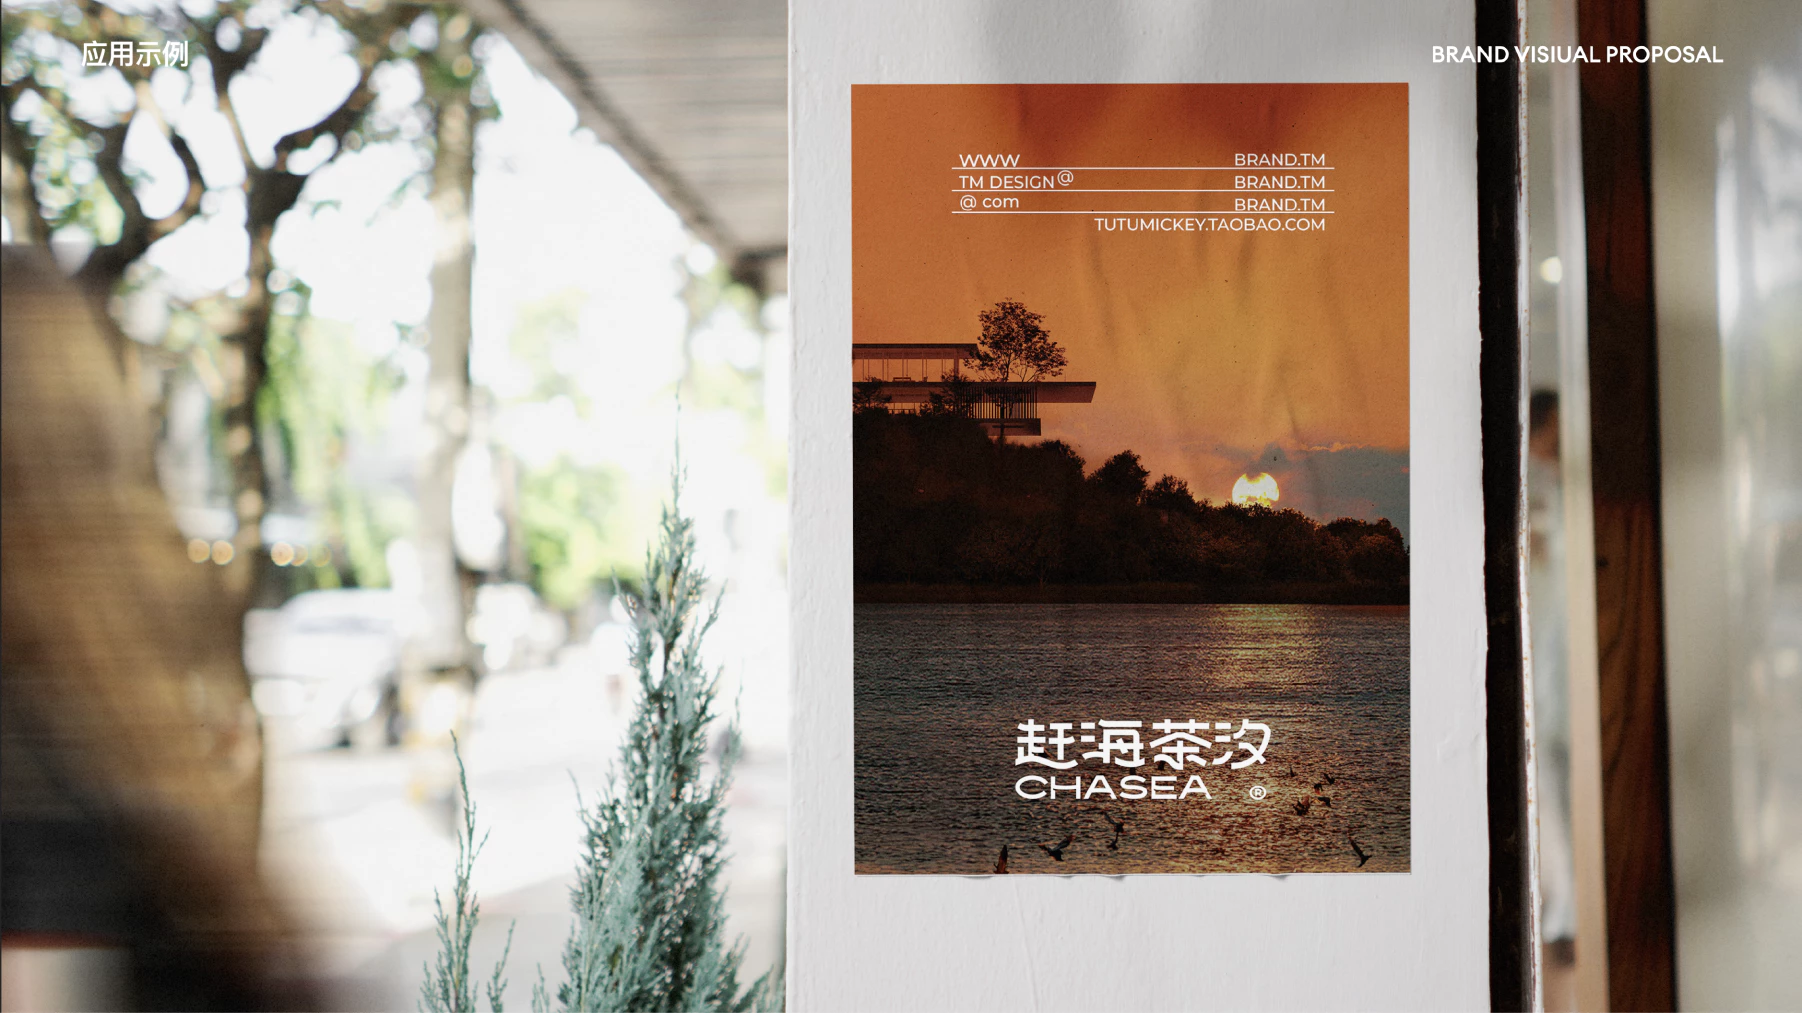 应用示例
BRAND VISIUAL PROPOSAL
WWW BRAND.TM
TM DESIGN@ BRAND.TM
@ com BRAND.TM
TUTUMICKEY.TAOBAO.COM
赶海茶汐
CHASEA ®